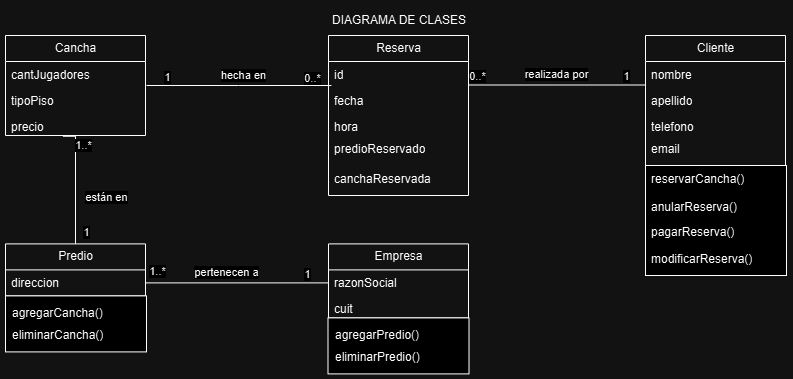 DIAGRAMA DE CLASES
Cancha
cantJugadores
tipoPiso
precio
1
hecha en
0..*
Reserva
id
fecha
hora
predioReservado
canchaReservada
0..*
realizada por
1
Cliente
nombre
apellido
telefono
email
reservarCancha()
anularReserva()
pagarReserva()
modificarReserva()
1..*
están en
1
Predio
direccion
agregarCancha()
eliminarCancha()
1..*
pertenecen a
1
Empresa
razonSocial
cuit
agregarPredio()
eliminarPredio()